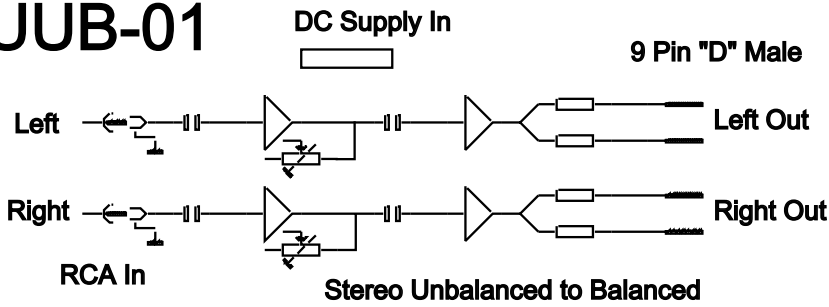 UUB-01
DC Supply In
9 Pin "D" Male
Left
Left Out
Right
Right Out
RCA In
Stereo Unbalanced to Balanced